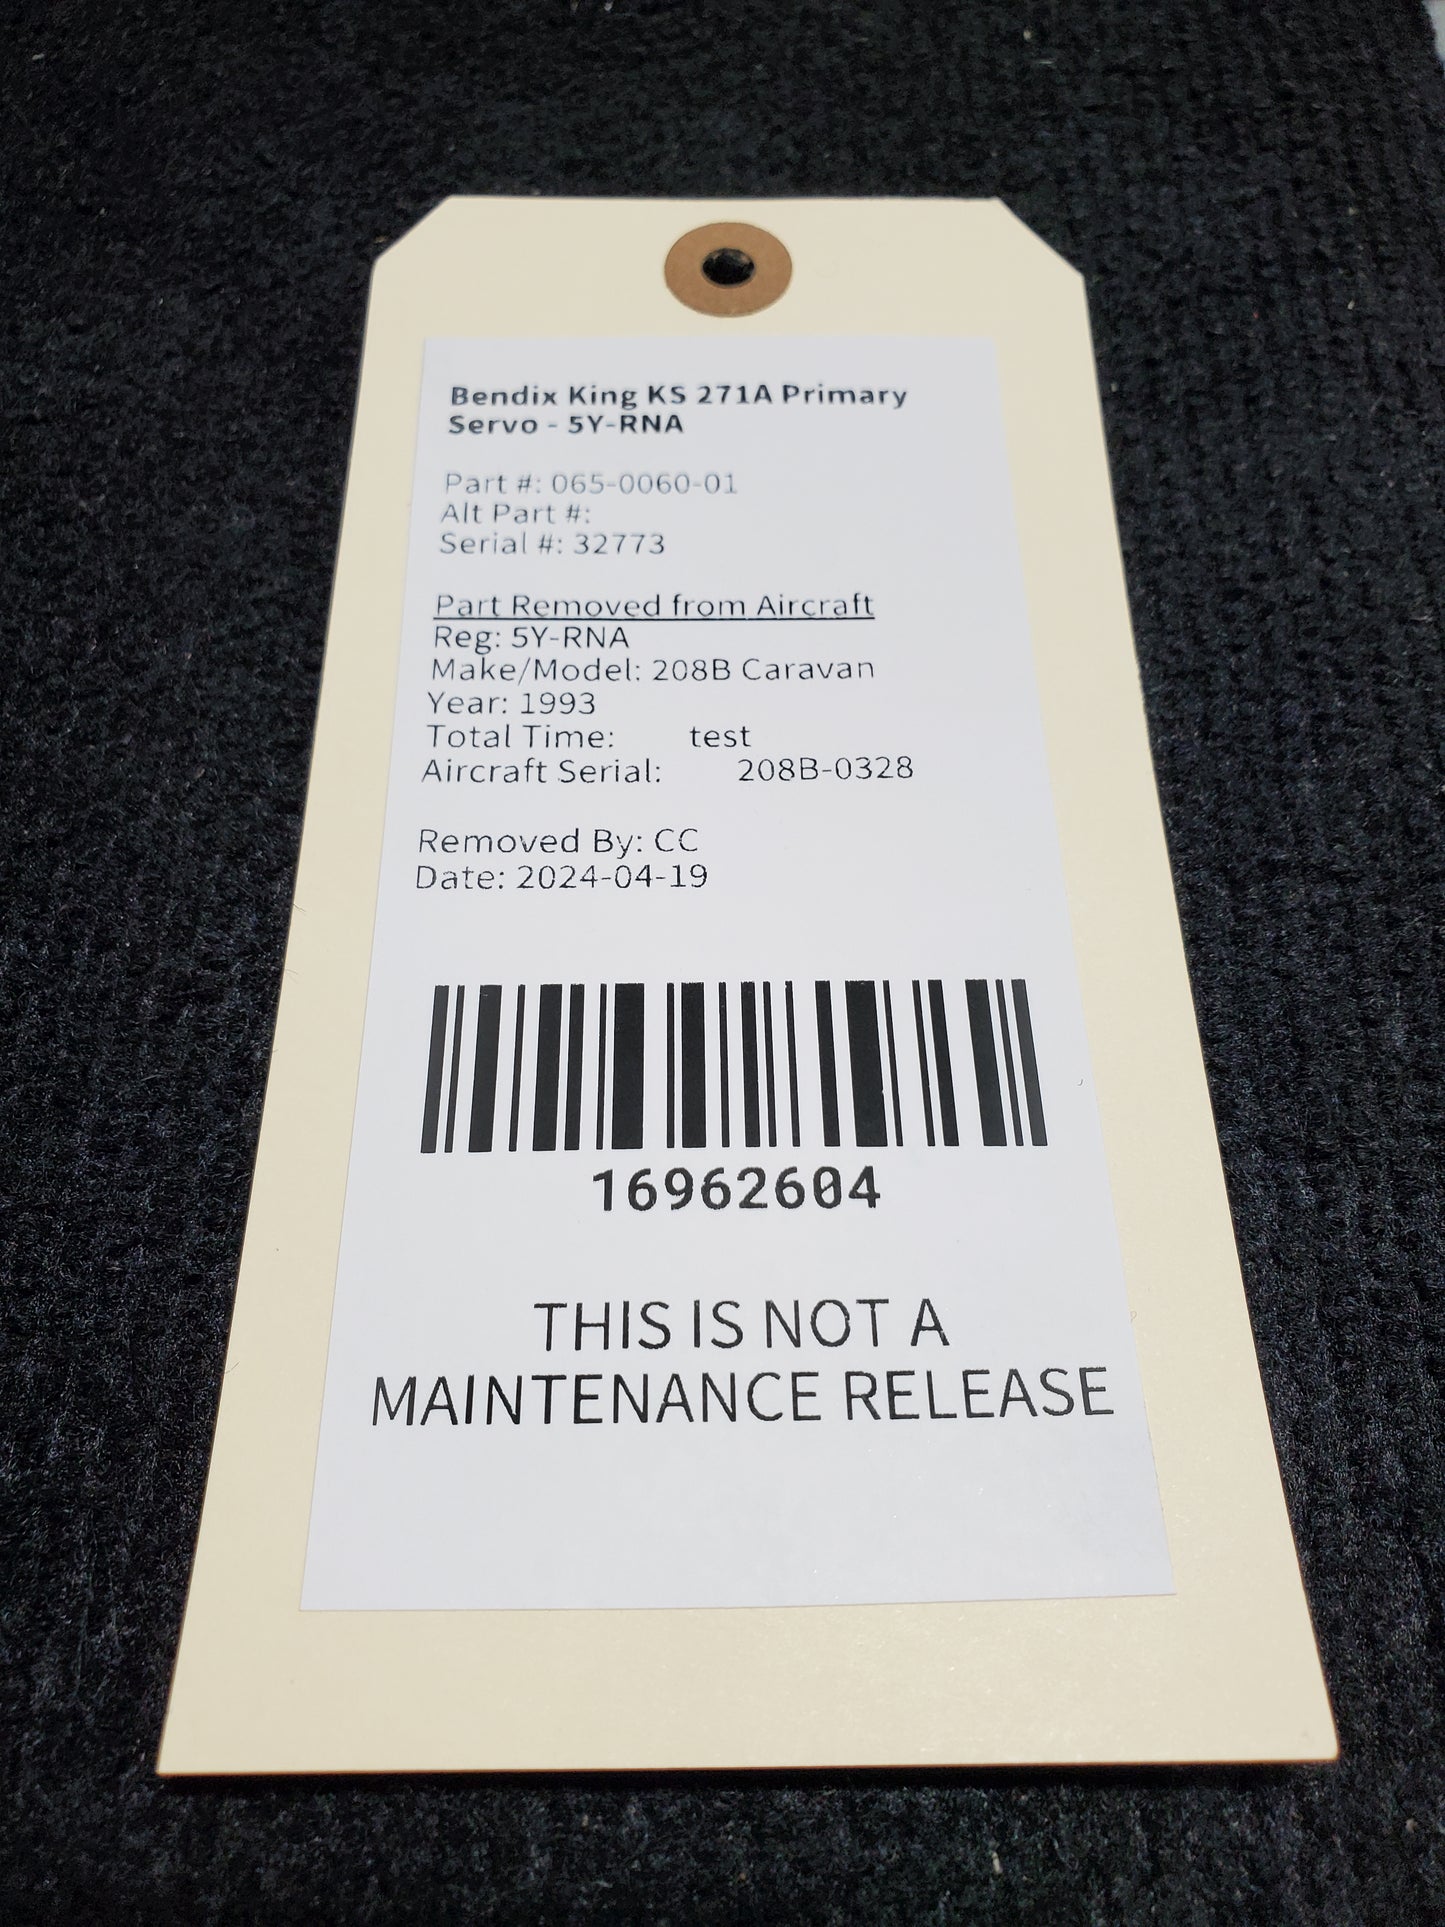 Bendix King KS 271A Primary
Servo - 5Y-RNA
Part #: 065-0060-01
Alt Part #:
Serial #: 32773
Part Removed from Aircraft
Reg: 5Y-RNA
Make/Model: 208B Caravan
Year: 1993
Total Time: test
Aircraft Serial: 208B-0328
Removed By: CC
Date: 2024-04-19
16962604
THIS IS NOT A
MAINTENANCE RELEASE